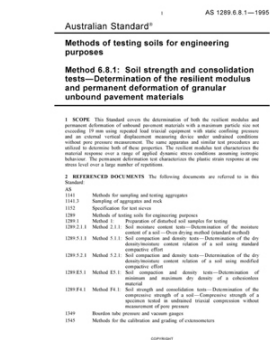 1
AS 1289.6.8.1—1995
Australian Standard®
Methods of testing soils for engineering
purposes
Method 6.8.1: Soil strength and consolidation
tests—Determination of the resilient modulus
and permanent deformation of granular
unbound pavement materials
1 SCOPE This Standard covers the determination of both the resilient modulus and
permanent deformation of unbound pavement materials with a maximum particle size not
exceeding 19 mm using repeated load triaxial equipment with static confining pressure
and an external vertical displacement measuring device under undrained conditions
without pore pressure measurement. The same apparatus and similar test procedures are
utilized to determine both of these properties. The resilient modulus test characterizes the
material response over a range of applied dynamic stress conditions assuming isotropic
behaviour. The permanent deformation test characterizes the plastic response at one
stress level over a large number of repetitions.
2 REFERENCED DOCUMENTS The following documents are referred to in this
Standard:
AS
1141 Methods for sampling and testing aggregates
1141.3 Sampling of aggregates and rock
1152 Specification for test sieves
1289 Methods of testing soils for engineering purposes
1289.1 Method 1: Preparation of disturbed soil samples for testing
1289.2.1.1 Method 2.1.1: Soil moisture content tests—Determination of the moisture
content of a soil—Oven drying method (standard method)
1289.5.1.1 Method 5.1.1: Soil compaction and density tests—Determination of the dry
density/moisture content relation of a soil using standard
compactive effort
1289.5.2.1 Method 5.2.1: Soil compaction and density tests—Determination of the dry
density/moisture content relation of a soil using modified
compactive effort
1289.E5.1 Method E5.1: Soil compaction and density tests—Determination of
minimum and maximum dry density of a cohesionless
material
1289.F4.1 Method F4.1: Soil strength and consolidation tests—Determination of the
compressive strength of a soil—Compressive strength of a
specimen tested in undrained triaxial compression without
measurement of pore pressure
1349 Bourdon tube pressure and vacuum gauges
1545 Methods for the calibration and grading of extensometers
COPYRIGHT